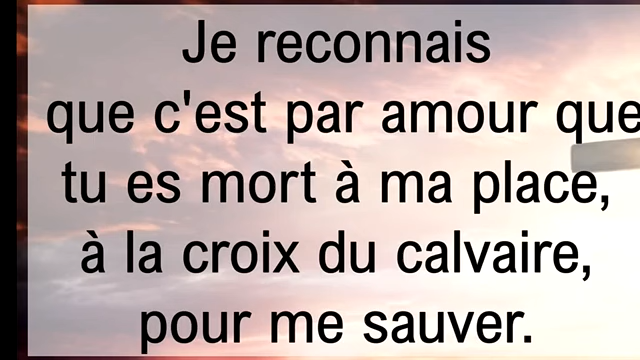 Je reconnais
que c'est par amour que
tu es mort à ma place,
à la croix du calvaire,
pour me sauver.